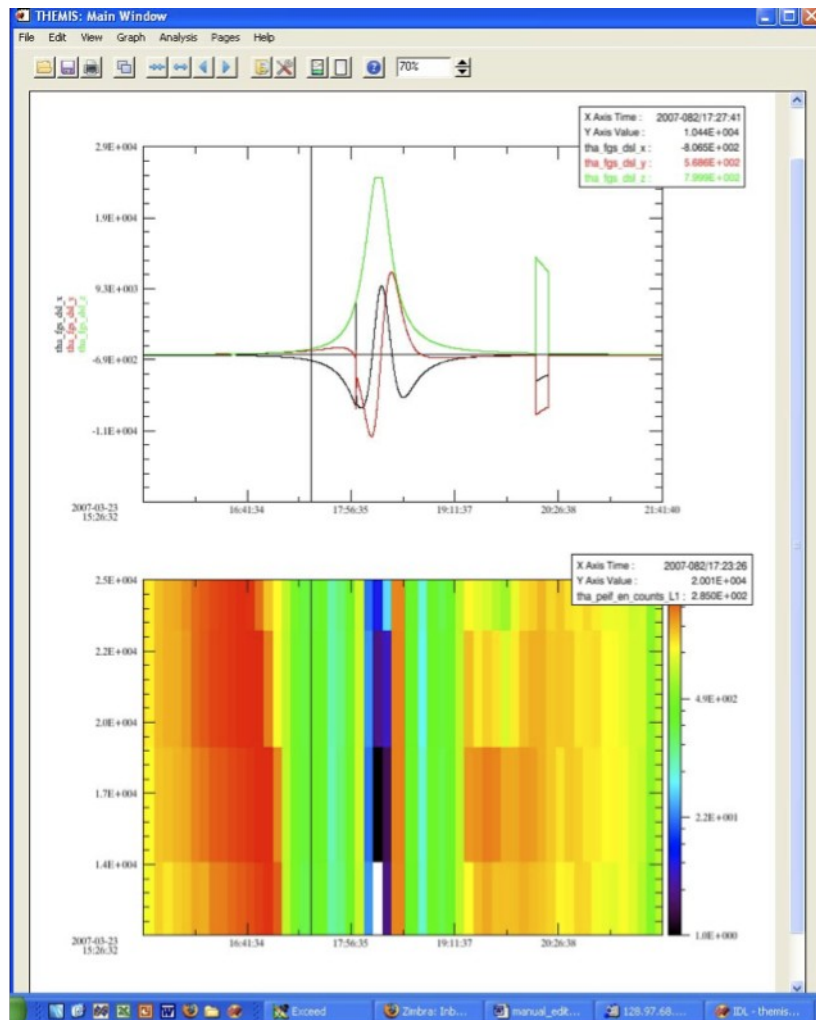 THEMIS: Main Window
File Edit View Graph Analysis Pages Help
70%
X Axis Time : 2007-082/17:27:41
Y Axis Value : 1.044E+004
tha_fgs_dsl_x : -8.065E+002
tha_fgs_dsl_y : 5.686E+002
tha_fgs_dsl_z : 7.999E+002
2.9E+004
1.9E+004
9.3E+003
-6.9E+002
-1.1E+004
tha_fgs_dsl_x
tha_fgs_dsl_y
tha_fgs_dsl_z
2007-03-23
15:26:32
16:41:34 17:56:35 19:11:37 20:26:38 21:41:40
X Axis Time : 2007-082/17:23:26
Y Axis Value : 2.001E+004
tha_peif_en_counts_L1 : 2.850E+002
2.5E+004
2.2E+004
2.0E+004
1.7E+004
1.4E+004
4.9E+002
2.2E+001
1.0E+000
2007-03-23
15:26:32
16:41:34 17:56:35 19:11:37 20:26:38
Exceed Zimbra: Inb... manual_edit... 128.97.68.... IDL - themis...